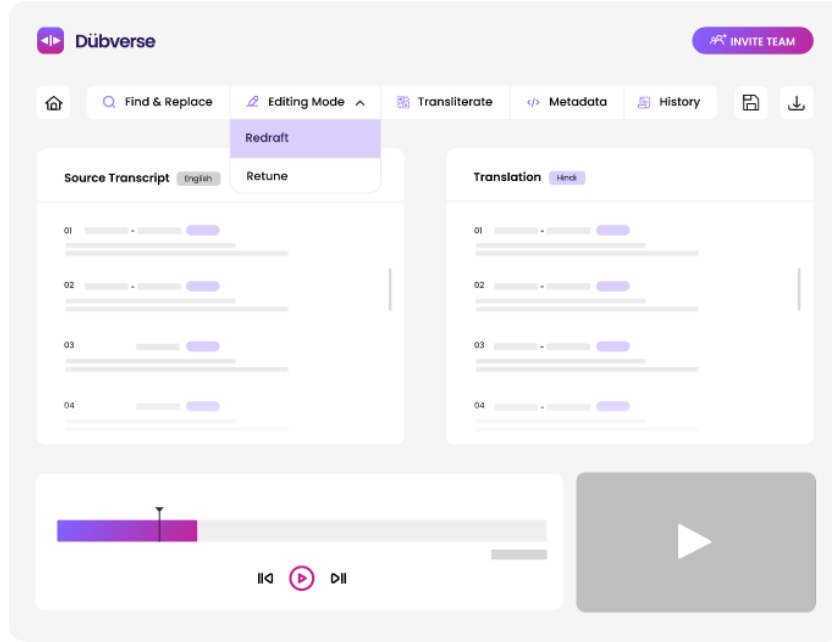 Dübverse
INVITE TEAM
Find & Replace
Editing Mode
Transliterate
Metadata
History
Redraft
Retune
Source Transcript English
Translation Hindi
01
02
03
04
01
02
03
04